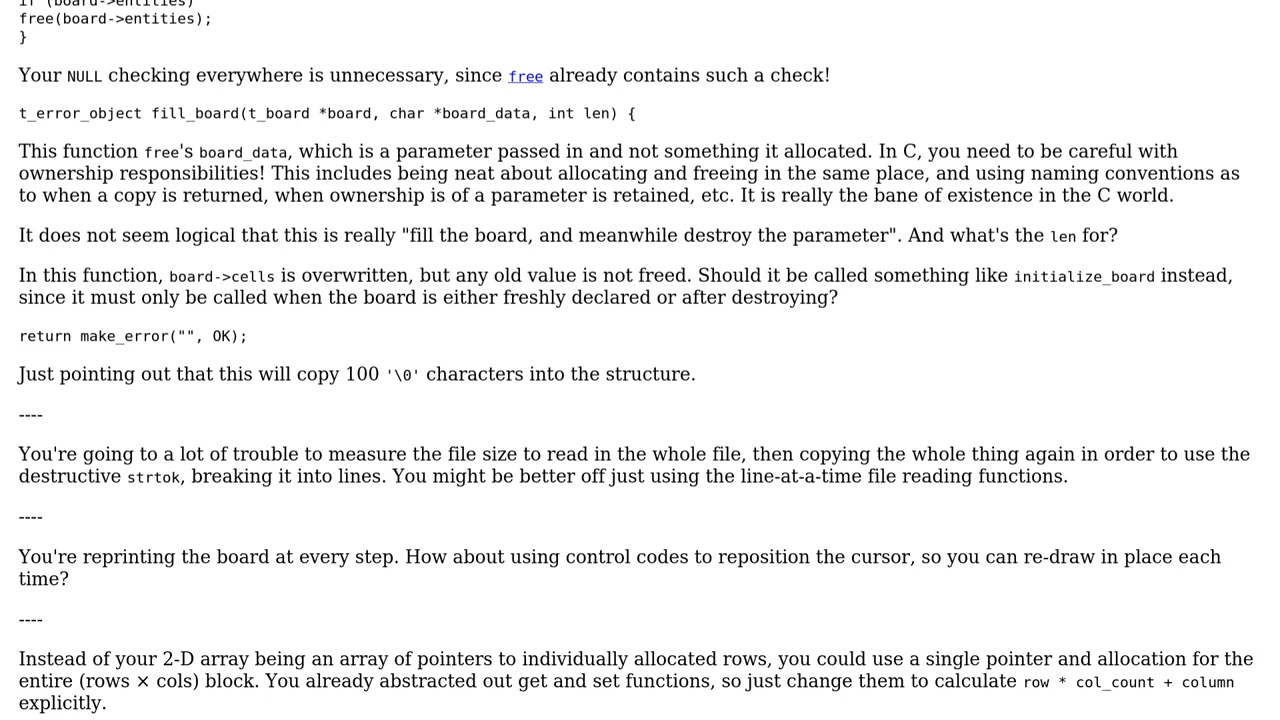 if (board->entities)
free(board->entities);
}
Your NULL checking everywhere is unnecessary, since free already contains such a check!
t_error_object fill_board(t_board *board, char *board_data, int len) {
This function free's board_data, which is a parameter passed in and not something it allocated. In C, you need to be careful with
ownership responsibilities! This includes being neat about allocating and freeing in the same place, and using naming conventions as
to when a copy is returned, when ownership is of a parameter is retained, etc. It is really the bane of existence in the C world.
It does not seem logical that this is really "fill the board, and meanwhile destroy the parameter". And what's the len for?
In this function, board->cells is overwritten, but any old value is not freed. Should it be called something like initialize_board instead,
since it must only be called when the board is either freshly declared or after destroying?
return make_error("", OK);
Just pointing out that this will copy 100 '\0' characters into the structure.
----
You're going to a lot of trouble to measure the file size to read in the whole file, then copying the whole thing again in order to use the
destructive strtok, breaking it into lines. You might be better off just using the line-at-a-time file reading functions.
----
You're reprinting the board at every step. How about using control codes to reposition the cursor, so you can re-draw in place each
time?
----
Instead of your 2-D array being an array of pointers to individually allocated rows, you could use a single pointer and allocation for the
entire (rows × cols) block. You already abstracted out get and set functions, so just change them to calculate row * col_count + column
explicitly.